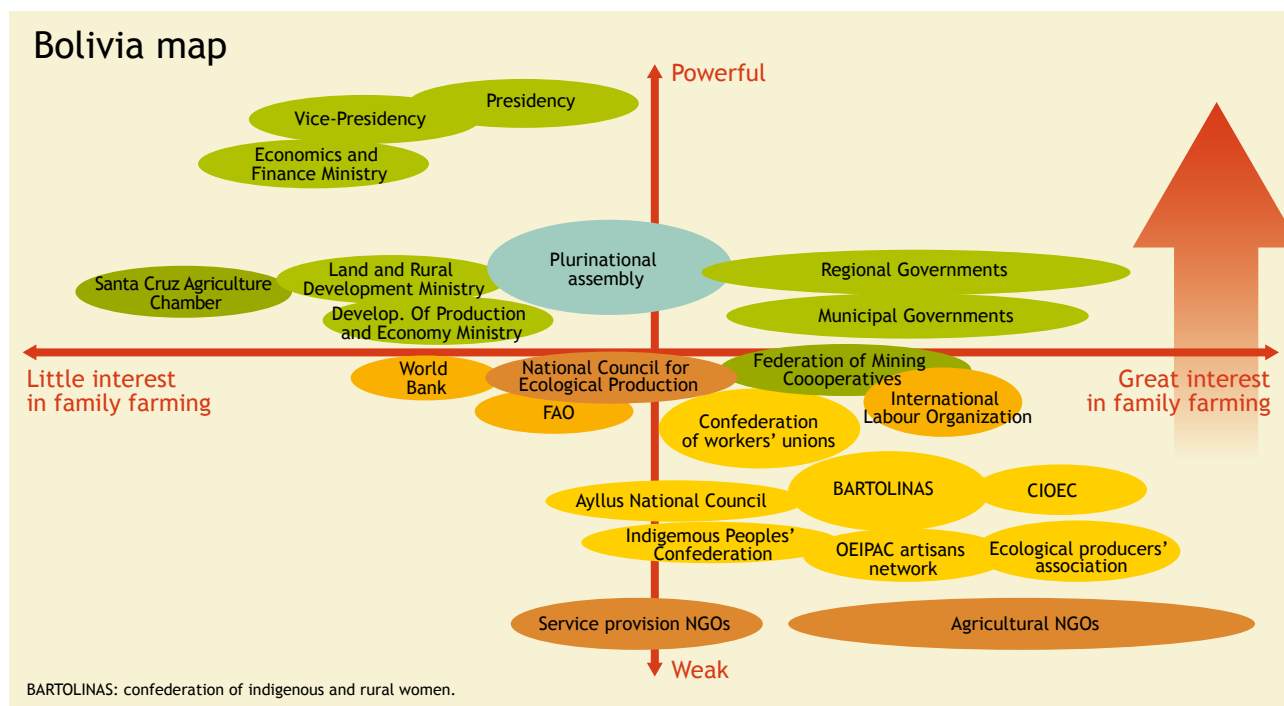 Bolivia map
Powerful
Presidency
Vice-Presidency
Economics and
Finance Ministry
Plurinational
assembly
Land and Rural
Development Ministry
Regional Governments
Santa Cruz Agriculture
Chamber
Develop. Of Production
and Economy Ministry
Municipal Governments
World
Bank
National Council for
Ecological Production
Federation of Mining
Coooperatives
Little interest
in family farming
Great interest
in family farming
FAO
International
Labour Organization
Confederation
of workers’ unions
Ayllus National Council
BARTOLINAS
CIOEC
Indigemous Peoples’
Confederation
OEIPAC artisans
network
Ecological producers’
association
Service provision NGOs
Agricultural NGOs
Weak
BARTOLINAS: confederation of indigenous and rural women.